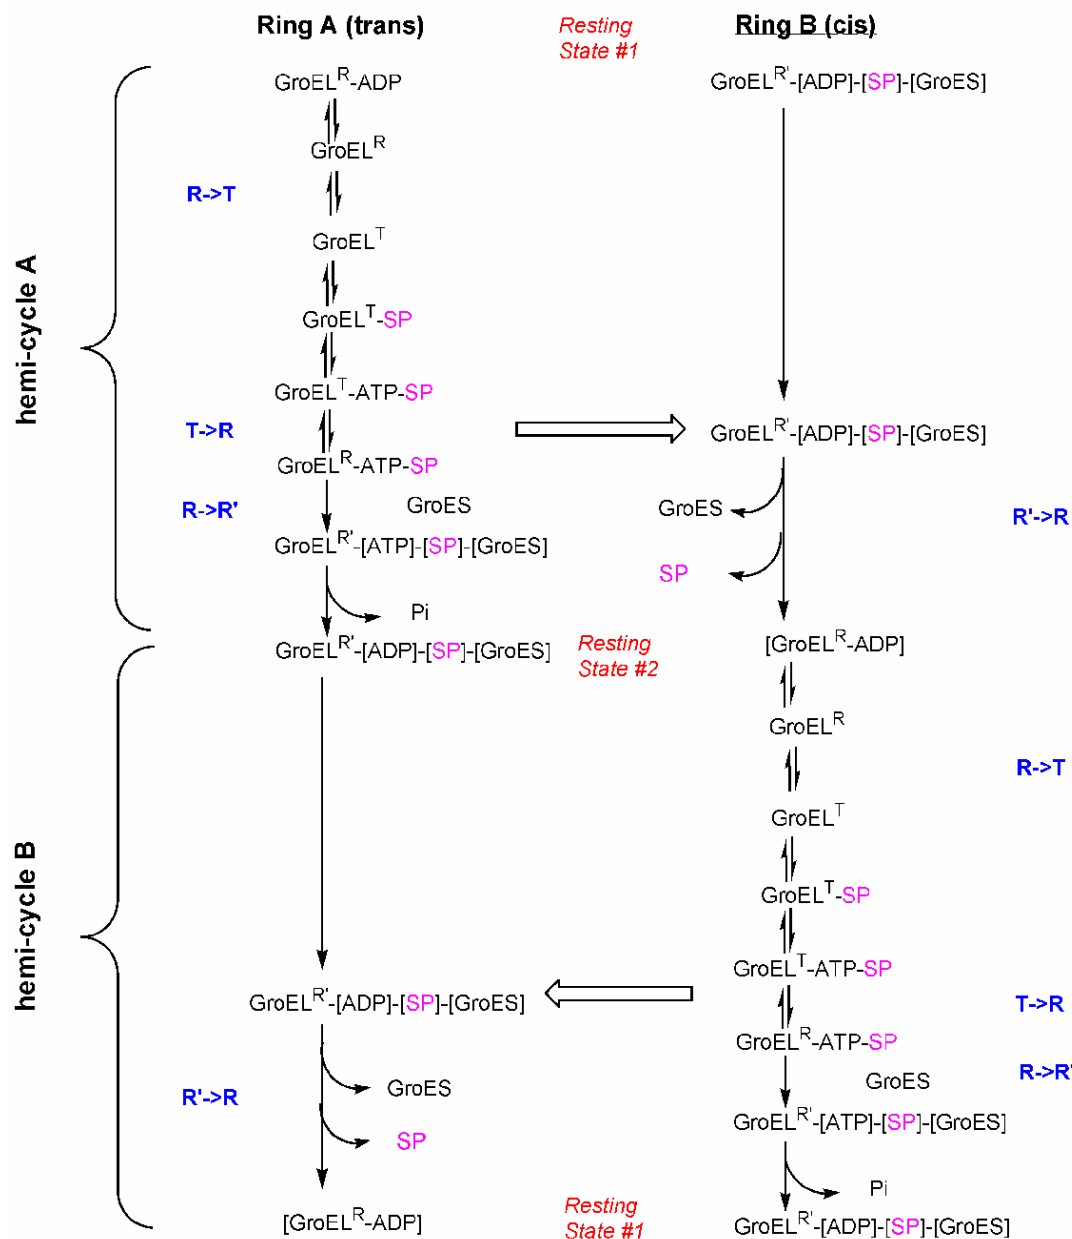 Ring A (trans)
Resting
State #1
Ring B (cis)
GroEL^R-ADP
GroEL^R'-[ADP]-[SP]-[GroES]
GroEL^R
R->T
GroEL^T
hemi-cycle A
GroEL^T-SP
GroEL^T-ATP-SP
T->R
GroEL^R'-[ADP]-[SP]-[GroES]
GroEL^R-ATP-SP
R->R'
GroES
GroES
R'->R
GroEL^R'-[ATP]-[SP]-[GroES]
SP
Pi
GroEL^R'-[ADP]-[SP]-[GroES]
Resting
State #2
[GroEL^R-ADP]
GroEL^R
R->T
GroEL^T
hemi-cycle B
GroEL^T-SP
GroEL^T-ATP-SP
GroEL^R'-[ADP]-[SP]-[GroES]
T->R
GroEL^R-ATP-SP
R->R'
GroES
GroES
R'->R
GroEL^R'-[ATP]-[SP]-[GroES]
SP
Pi
[GroEL^R-ADP]
Resting
State #1
GroEL^R'-[ADP]-[SP]-[GroES]